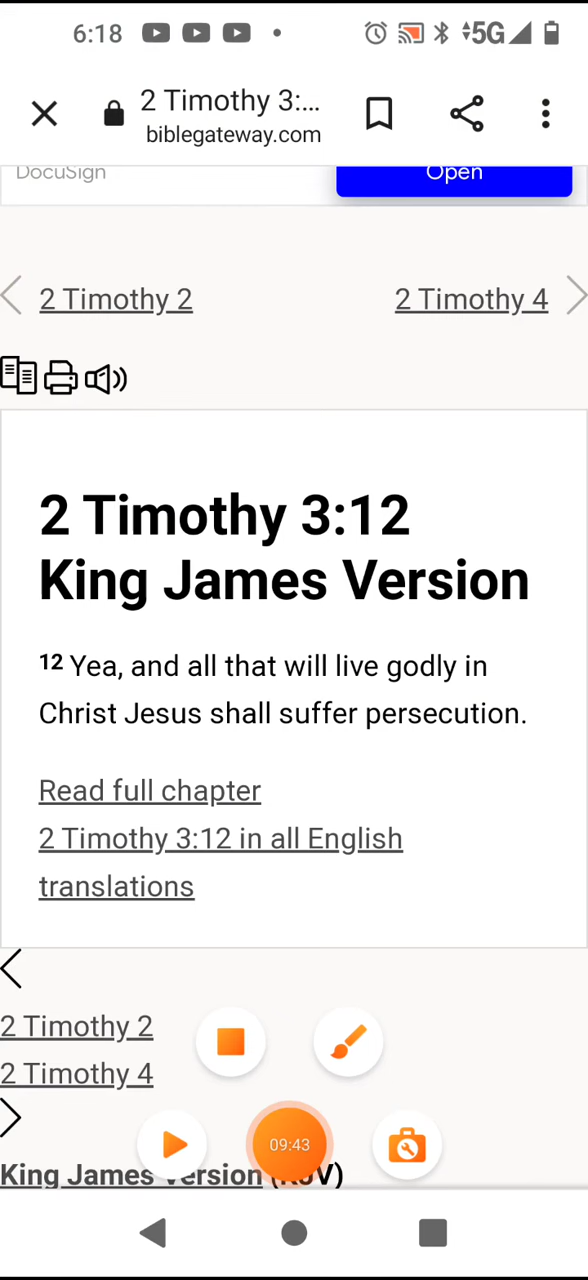 6:18
5G
2 Timothy 3:...
biblegateway.com
DocuSign
Open
2 Timothy 2
2 Timothy 4
2 Timothy 3:12
King James Version
12 Yea, and all that will live godly in
Christ Jesus shall suffer persecution.
Read full chapter
2 Timothy 3:12 in all English
translations
2 Timothy 2
2 Timothy 4
09:43
King James Version (KJV)